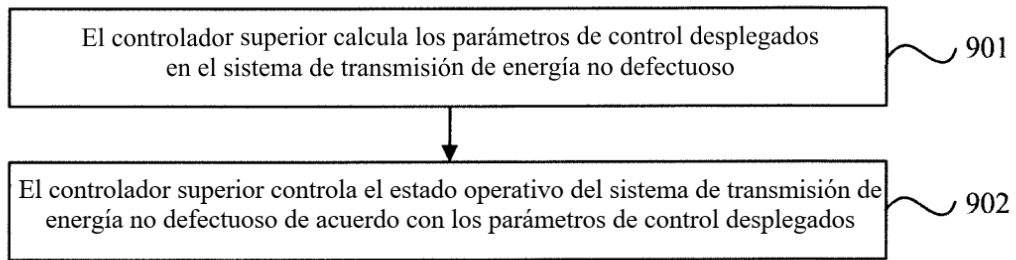 El controlador superior calcula los parámetros de control desplegados
en el sistema de transmisión de energía no defectuoso
901
El controlador superior controla el estado operativo del sistema de transmisión de
energía no defectuoso de acuerdo con los parámetros de control desplegados
902